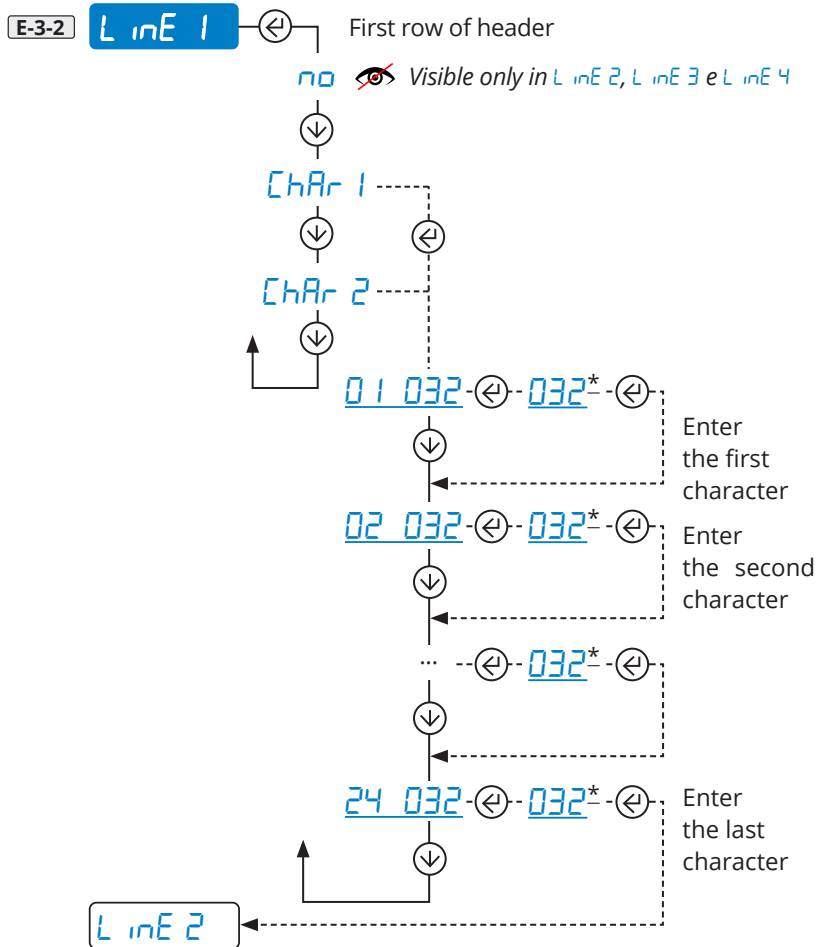 E-3-2 L inE 1 First row of header
no Visible only in L inE 2, L inE 3 e L inE 4
ChAr 1
ChAr 2
01 032 032*
Enter
the first
character
02 032 032*
Enter
the second
character
... 032*
24 032 032*
Enter
the last
character
L inE 2